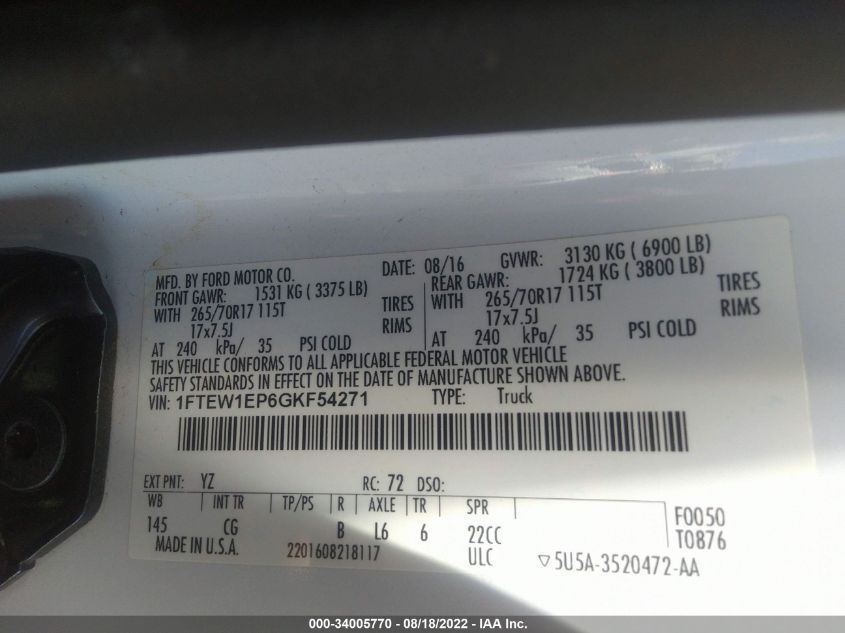 MFD. BY FORD MOTOR CO.
DATE: 08/16 GVWR: 3130 KG ( 6900 LB)
FRONT GAWR: 1531 KG ( 3375 LB)
REAR GAWR: 1724 KG ( 3800 LB)
WITH 265/70R17 115T TIRES
WITH 265/70R17 115T TIRES
17x7.5J RIMS
17x7.5J RIMS
AT 240 kPa/ 35 PSI COLD
AT 240 kPa/ 35 PSI COLD
THIS VEHICLE CONFORMS TO ALL APPLICABLE FEDERAL MOTOR VEHICLE
SAFETY STANDARDS IN EFFECT ON THE DATE OF MANUFACTURE SHOWN ABOVE.
VIN: 1FTEW1EP6GKF54271 TYPE: Truck
EXT PNT: YZ RC: 72 DSO:
WB INT TR TP/PS R AXLE TR SPR
145 CG B L6 6 22CC
F0050
T0876
MADE IN U.S.A. 2201608218117 ULC ▽5U5A-3520472-AA
000-34005770 - 08/18/2022 - IAA Inc.